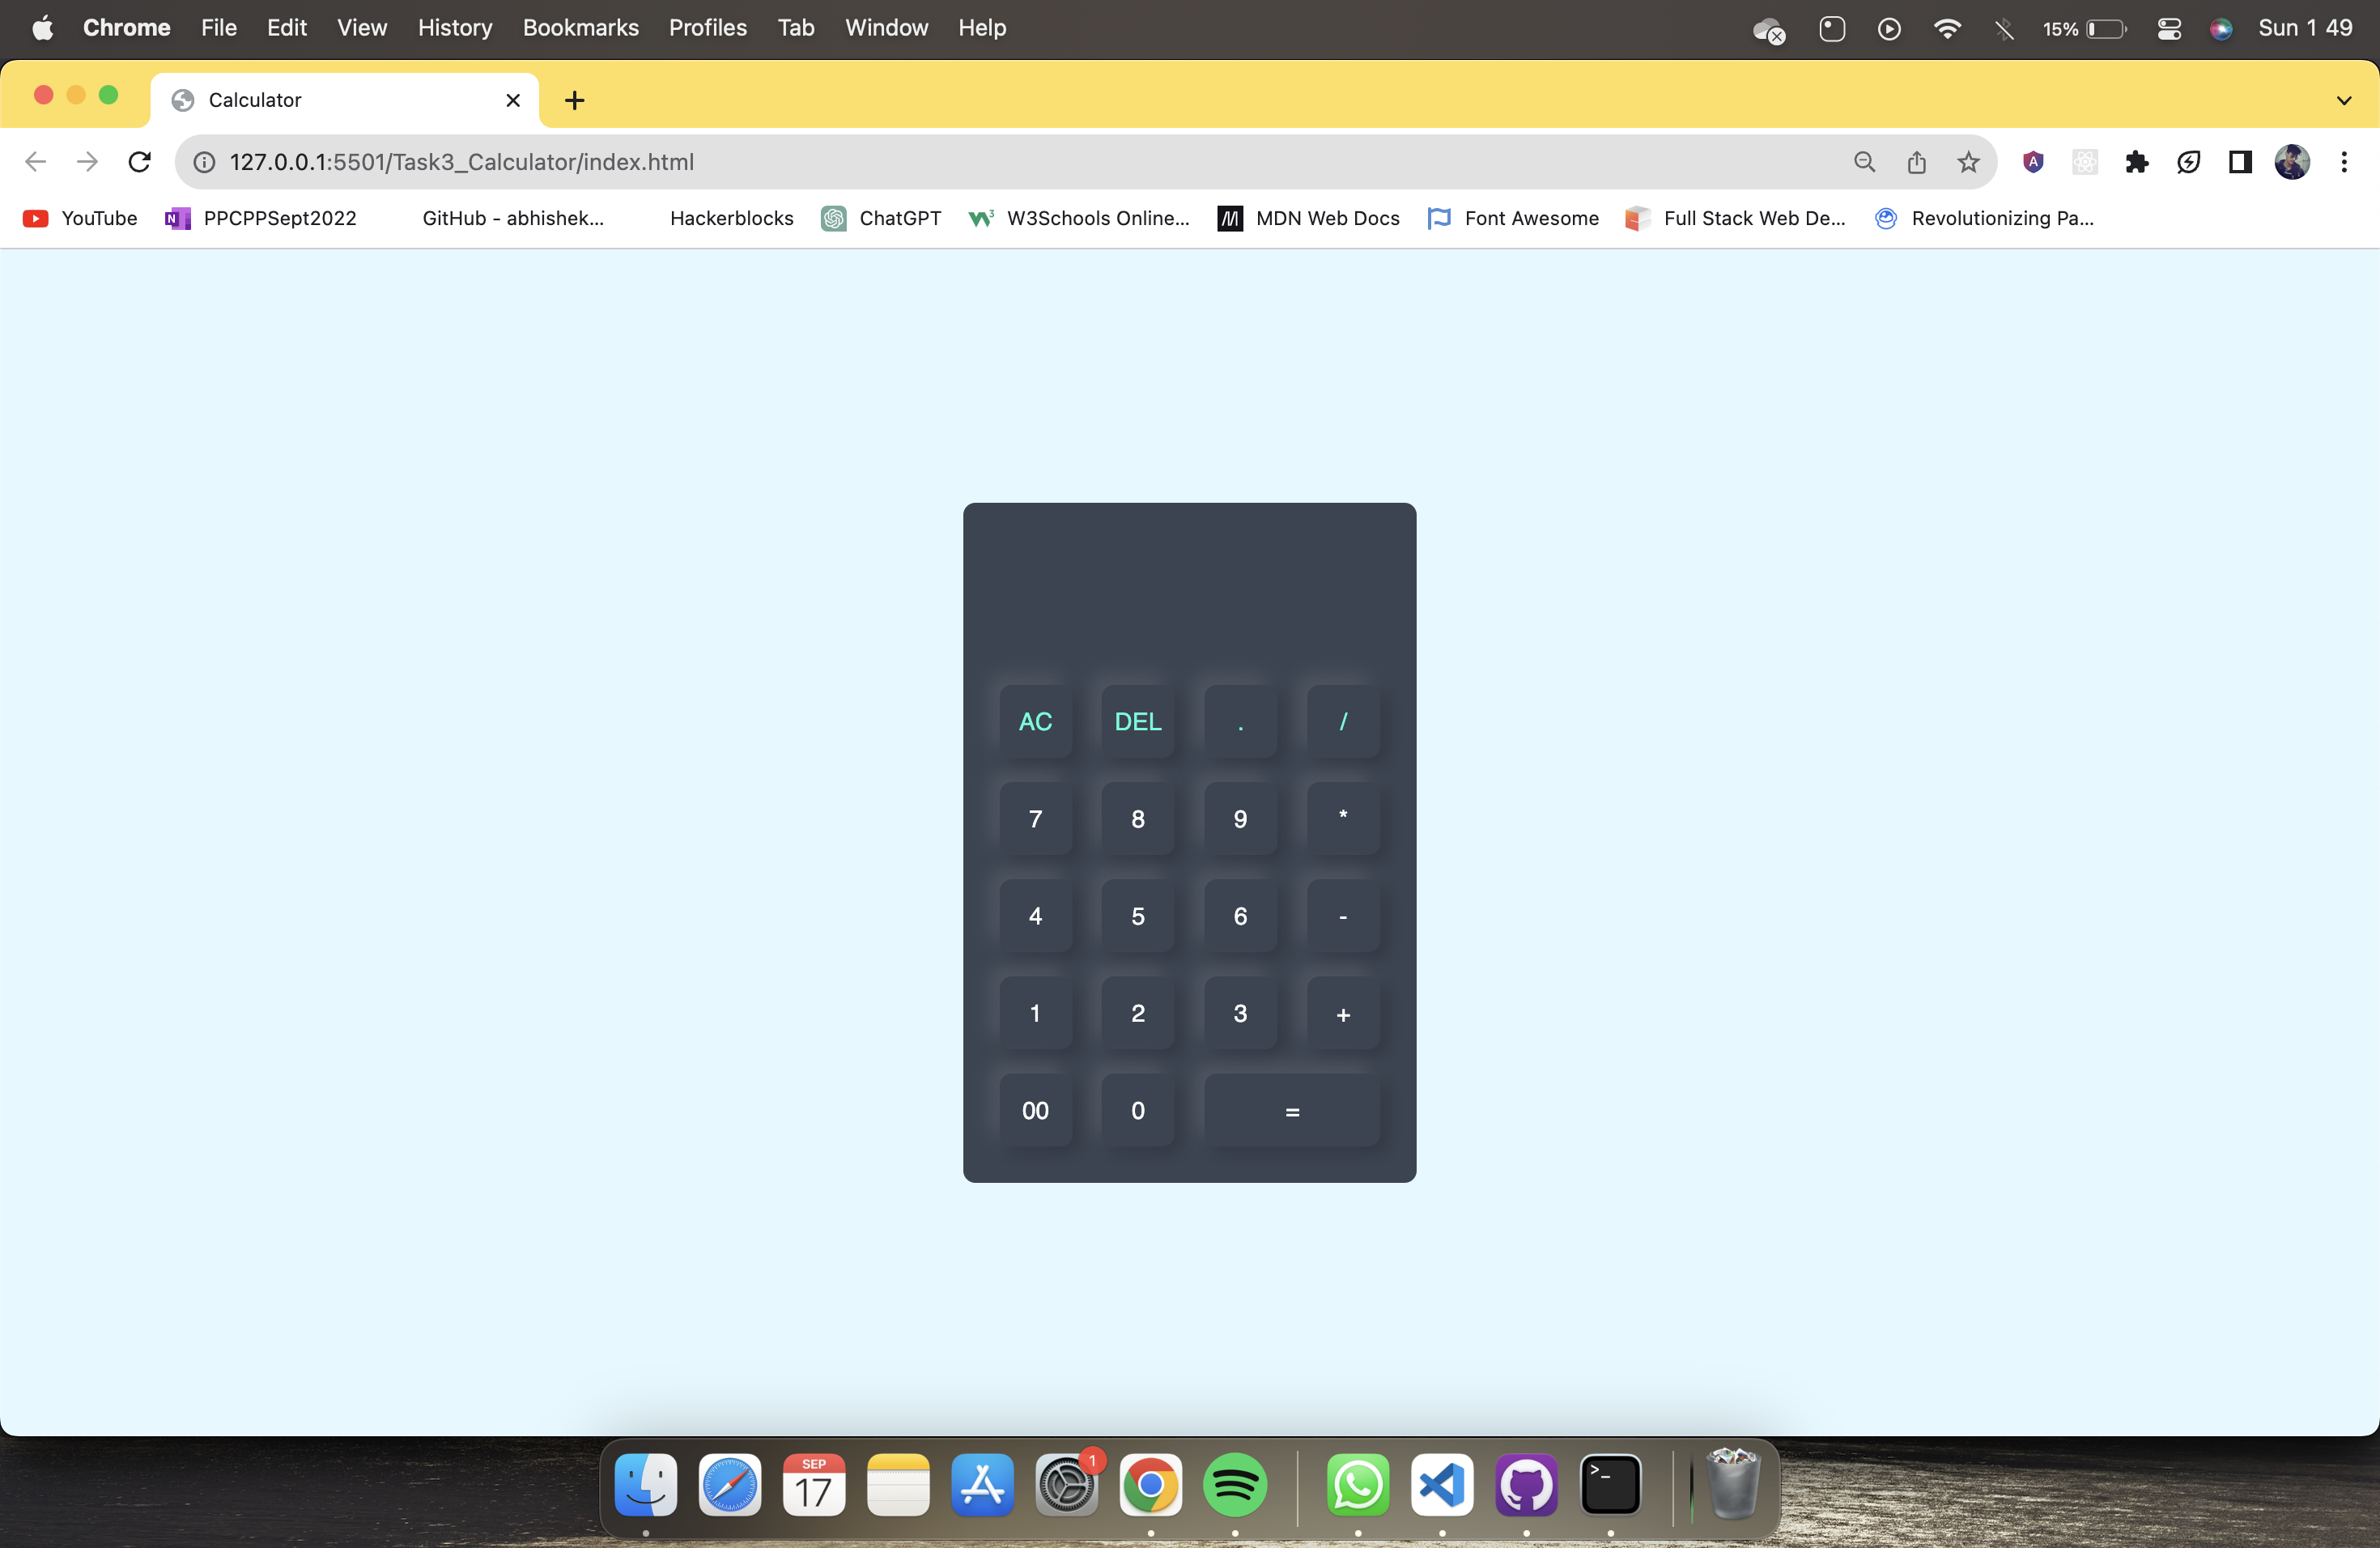 Chrome File Edit View History Bookmarks Profiles Tab Window Help 15% Sun 1 49
Calculator
127.0.0.1:5501/Task3_Calculator/index.html A
YouTube N PPCPPSept2022 GitHub - abhishek... Hackerblocks ChatGPT W3Schools Online... MDN Web Docs Font Awesome Full Stack Web De... Revolutionizing Pa...
AC DEL . /
7 8 9 *
4 5 6 -
1 2 3 +
00 0 =
SEP 1
17 >_